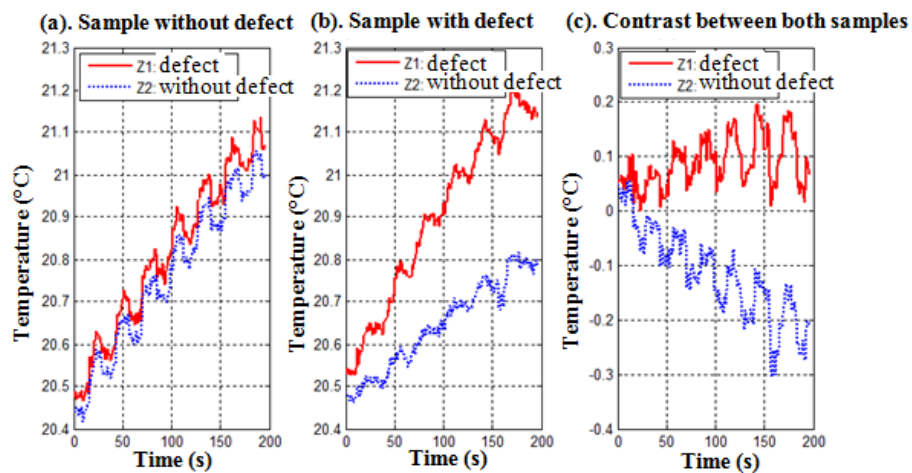 (a). Sample without defect
(b). Sample with defect
(c). Contrast between both samples
21.3
21.2
21.1
21
20.9
20.8
20.7
20.6
20.5
20.4
Temperature (°C)
Z1: defect
Z2: without defect
0
50
100
150
200
Time (s)
21.3
21.2
21.1
21
20.9
20.8
20.7
20.6
20.5
20.4
Temperature (°C)
Z1: defect
Z2: without defect
0
50
100
150
200
Time (s)
0.3
0.2
0.1
0
-0.1
-0.2
-0.3
-0.4
Temperature (°C)
Z1: defect
Z2: without defect
0
50
100
150
200
Time (s)